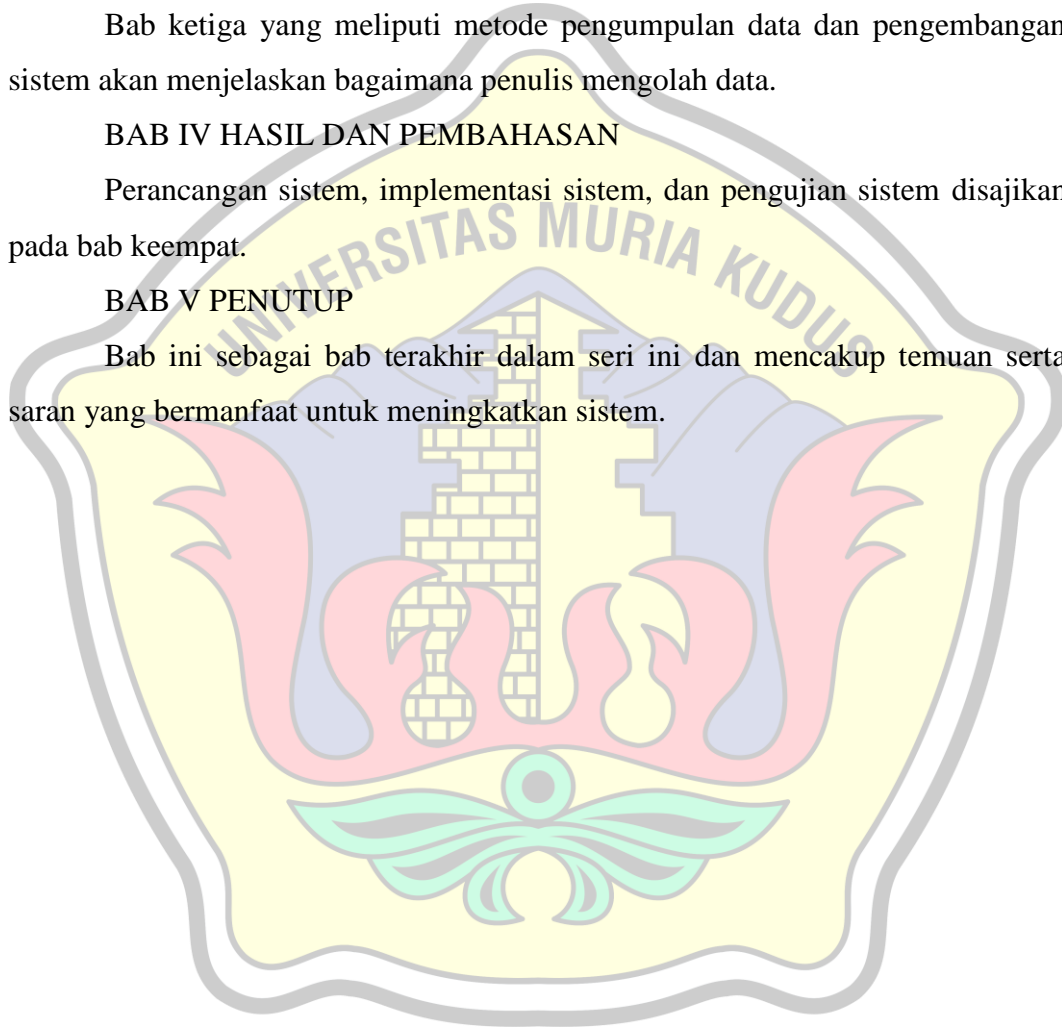 Bab ketiga yang meliputi metode pengumpulan data dan pengembangan
sistem akan menjelaskan bagaimana penulis mengolah data.
BAB IV HASIL DAN PEMBAHASAN
Perancangan sistem, implementasi sistem, dan pengujian sistem disajikan
pada bab keempat.
UNIVERSITAS MURIA KUDUS
BAB V PENUTUP
Bab ini sebagai bab terakhir dalam seri ini dan mencakup temuan serta
saran yang bermanfaat untuk meningkatkan sistem.